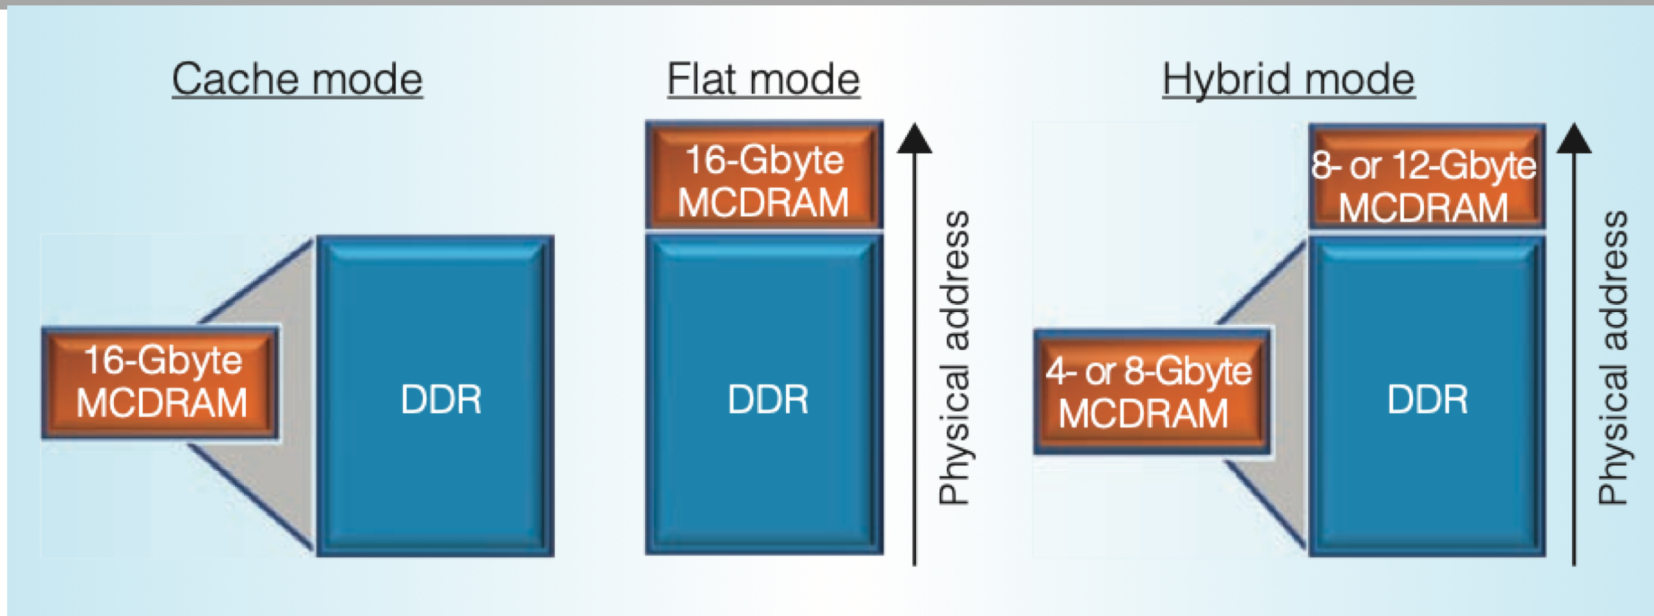 Cache mode
16-Gbyte
MCDRAM
DDR
Flat mode
16-Gbyte
MCDRAM
DDR
Physical address
Hybrid mode
8- or 12-Gbyte
MCDRAM
4- or 8-Gbyte
MCDRAM
DDR
Physical address